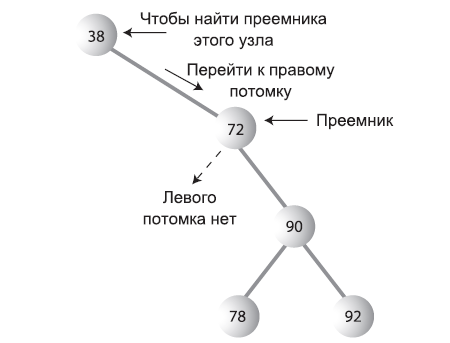 38
Чтобы найти преемника
этого узла
Перейти к правому
потомку
72
Преемник
Левого
потомка нет
90
78
92